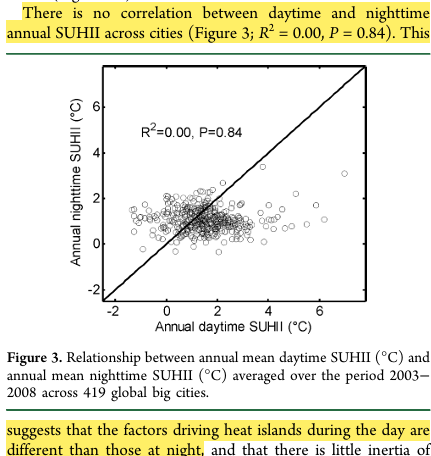 There is no correlation between daytime and nighttime
annual SUHII across cities (Figure 3; R² = 0.00, P = 0.84). This
R²=0.00, P=0.84
Annual nighttime SUHII (°C)
6
4
2
0
-2
-2 0 2 4 6
Annual daytime SUHII (°C)
Figure 3. Relationship between annual mean daytime SUHII (°C) and
annual mean nighttime SUHII (°C) averaged over the period 2003−
2008 across 419 global big cities.
suggests that the factors driving heat islands during the day are
different than those at night, and that there is little inertia of